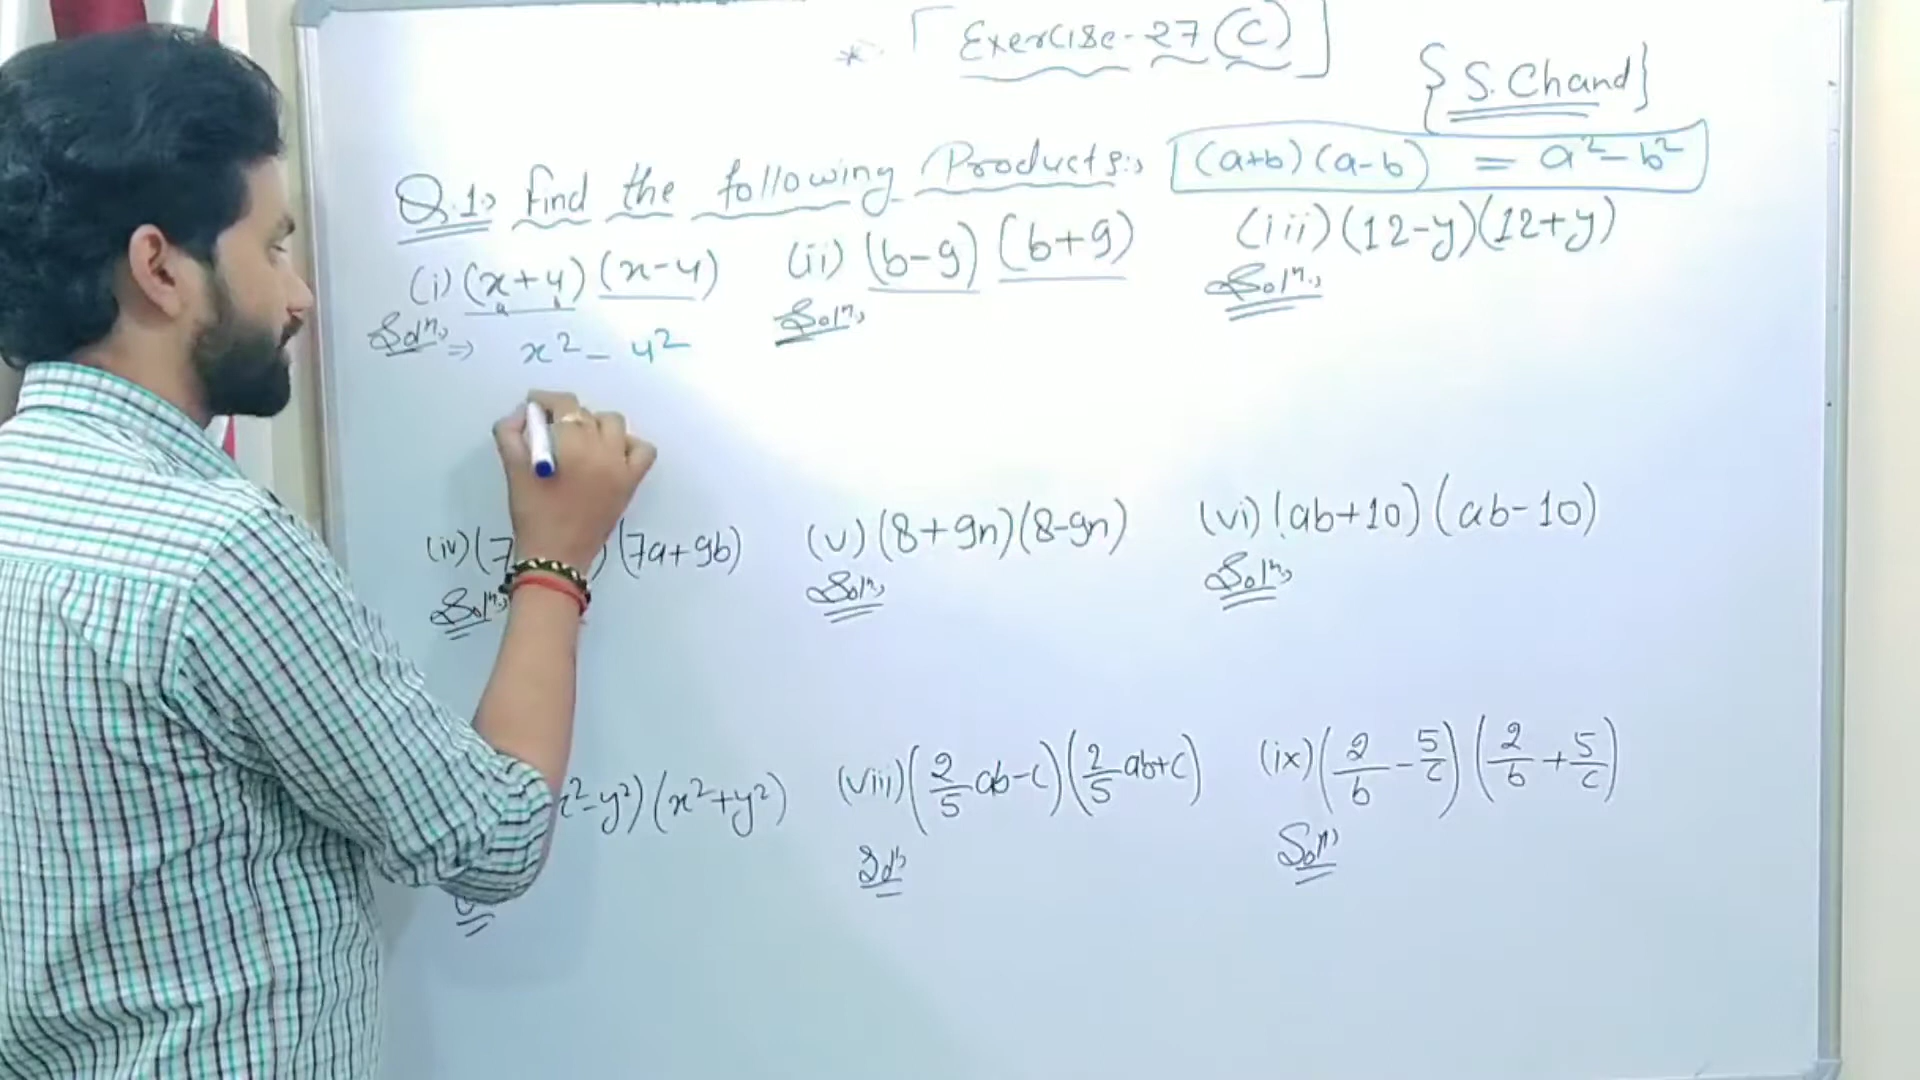 * [Exercise-27(C)]
{S. Chand}
Q.1> Find the following Products:> (a+b)(a-b) = a²-b²
(i) (x+4)(x-4) (ii) (b-9)(b+9) (iii) (12-y)(12+y)
a b
Solⁿ> ⇒ x² - 4² Solⁿ> Solⁿ>
(iv) (7 ) (7a+9b) (v) (8+9n)(8-9n) (vi) (ab+10)(ab-10)
Solⁿ> Solⁿ> Solⁿ>
x²-y²)(x²+y²) (viii) (2/5 ab-c)(2/5 ab+c) (ix) (2/b - 5/c)(2/b + 5/c)
Solⁿ> Solⁿ>